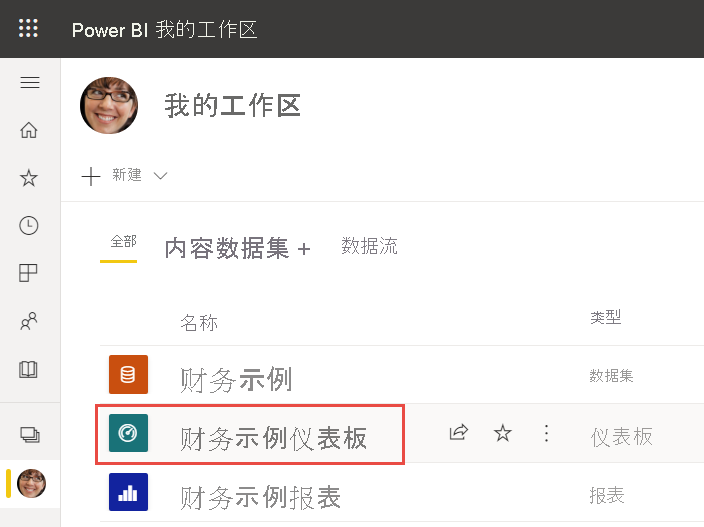 Power BI 我的工作区
我的工作区
新建
全部 内容数据集 + 数据流
名称 类型
财务示例 数据集
财务示例仪表板 仪表板
财务示例报表 报表